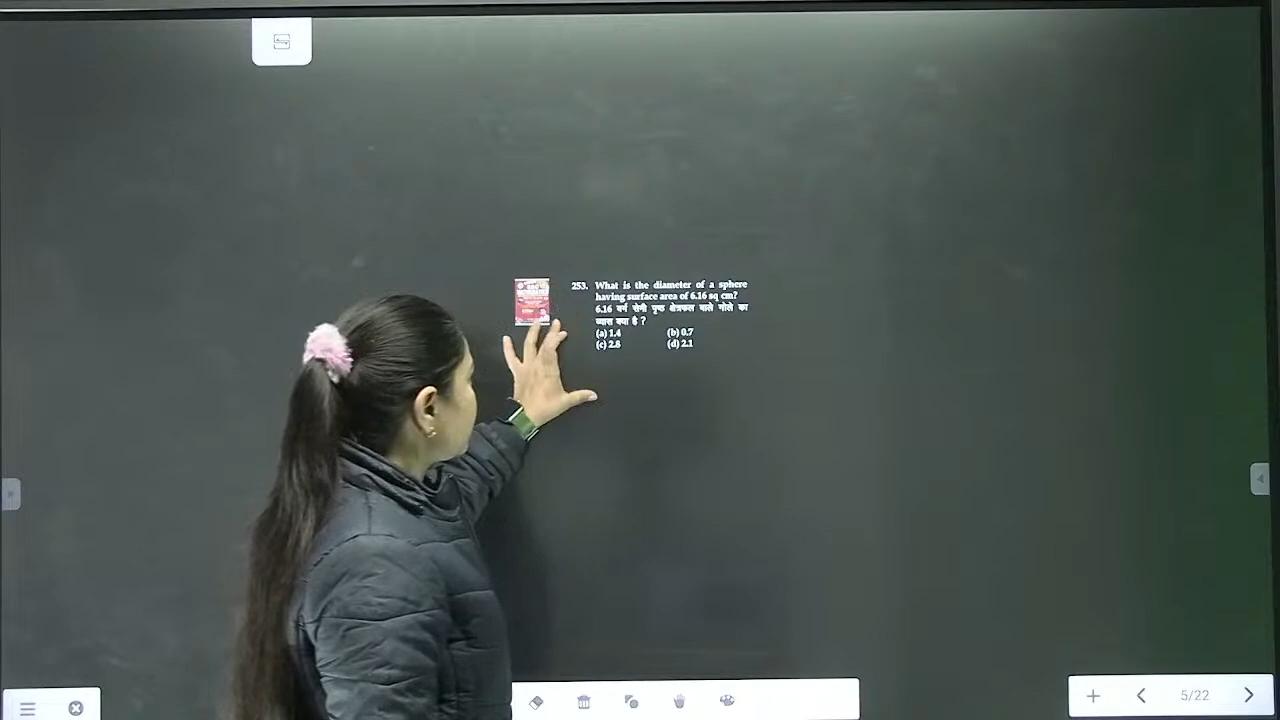 253. What is the diameter of a sphere
having surface area of 6.16 sq cm?
6.16 वर्ग सेमी पृष्ठ क्षेत्रफल वाले गोले का
व्यास क्या है ?
(a) 1.4 (b) 0.7
(c) 2.8 (d) 2.1
5/22